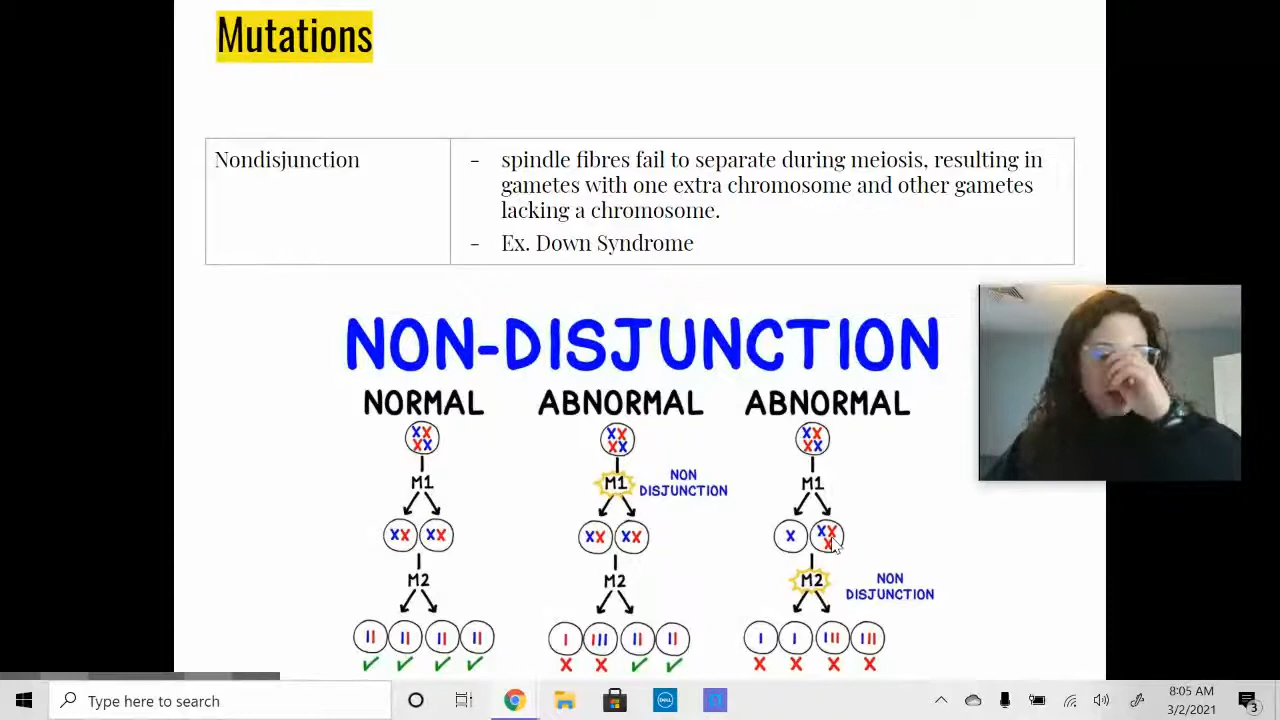 Mutations
Nondisjunction
- spindle fibres fail to separate during meiosis, resulting in
gametes with one extra chromosome and other gametes
lacking a chromosome.
- Ex. Down Syndrome
NON-DISJUNCTION
NORMAL
ABNORMAL
ABNORMAL
M1
M1
NON
DISJUNCTION
M1
M2
M2
M2
NON
DISJUNCTION
Type here to search
8:05 AM
3/2/2021
3
DELL